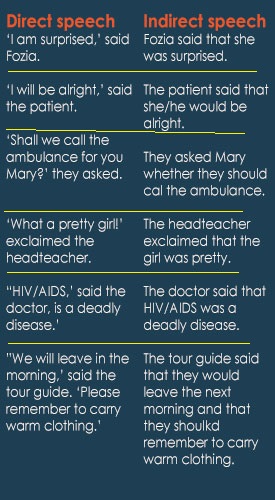 Direct speech
Indirect speech
‘I am surprised,’ said
Fozia.
Fozia said that she
was surprised.
‘I will be alright,’ said
the patient.
The patient said that
she/he would be
alright.
‘Shall we call the
ambulance for you
Mary?’ they asked.
They asked Mary
whether they should
cal the ambulance.
‘What a pretty girl!’
exclaimed the
headteacher.
The headteacher
exclaimed that the
girl was pretty.
“HIV/AIDS,’ said the
doctor, is a deadly
disease.’
The doctor said that
HIV/AIDS was a
deadly disease.
”We will leave in the
morning,’ said the
tour guide. ‘Please
remember to carry
warm clothing.’
The tour guide said
that they would
leave the next
morning and that
they shoulkd
remember to carry
warm clothing.